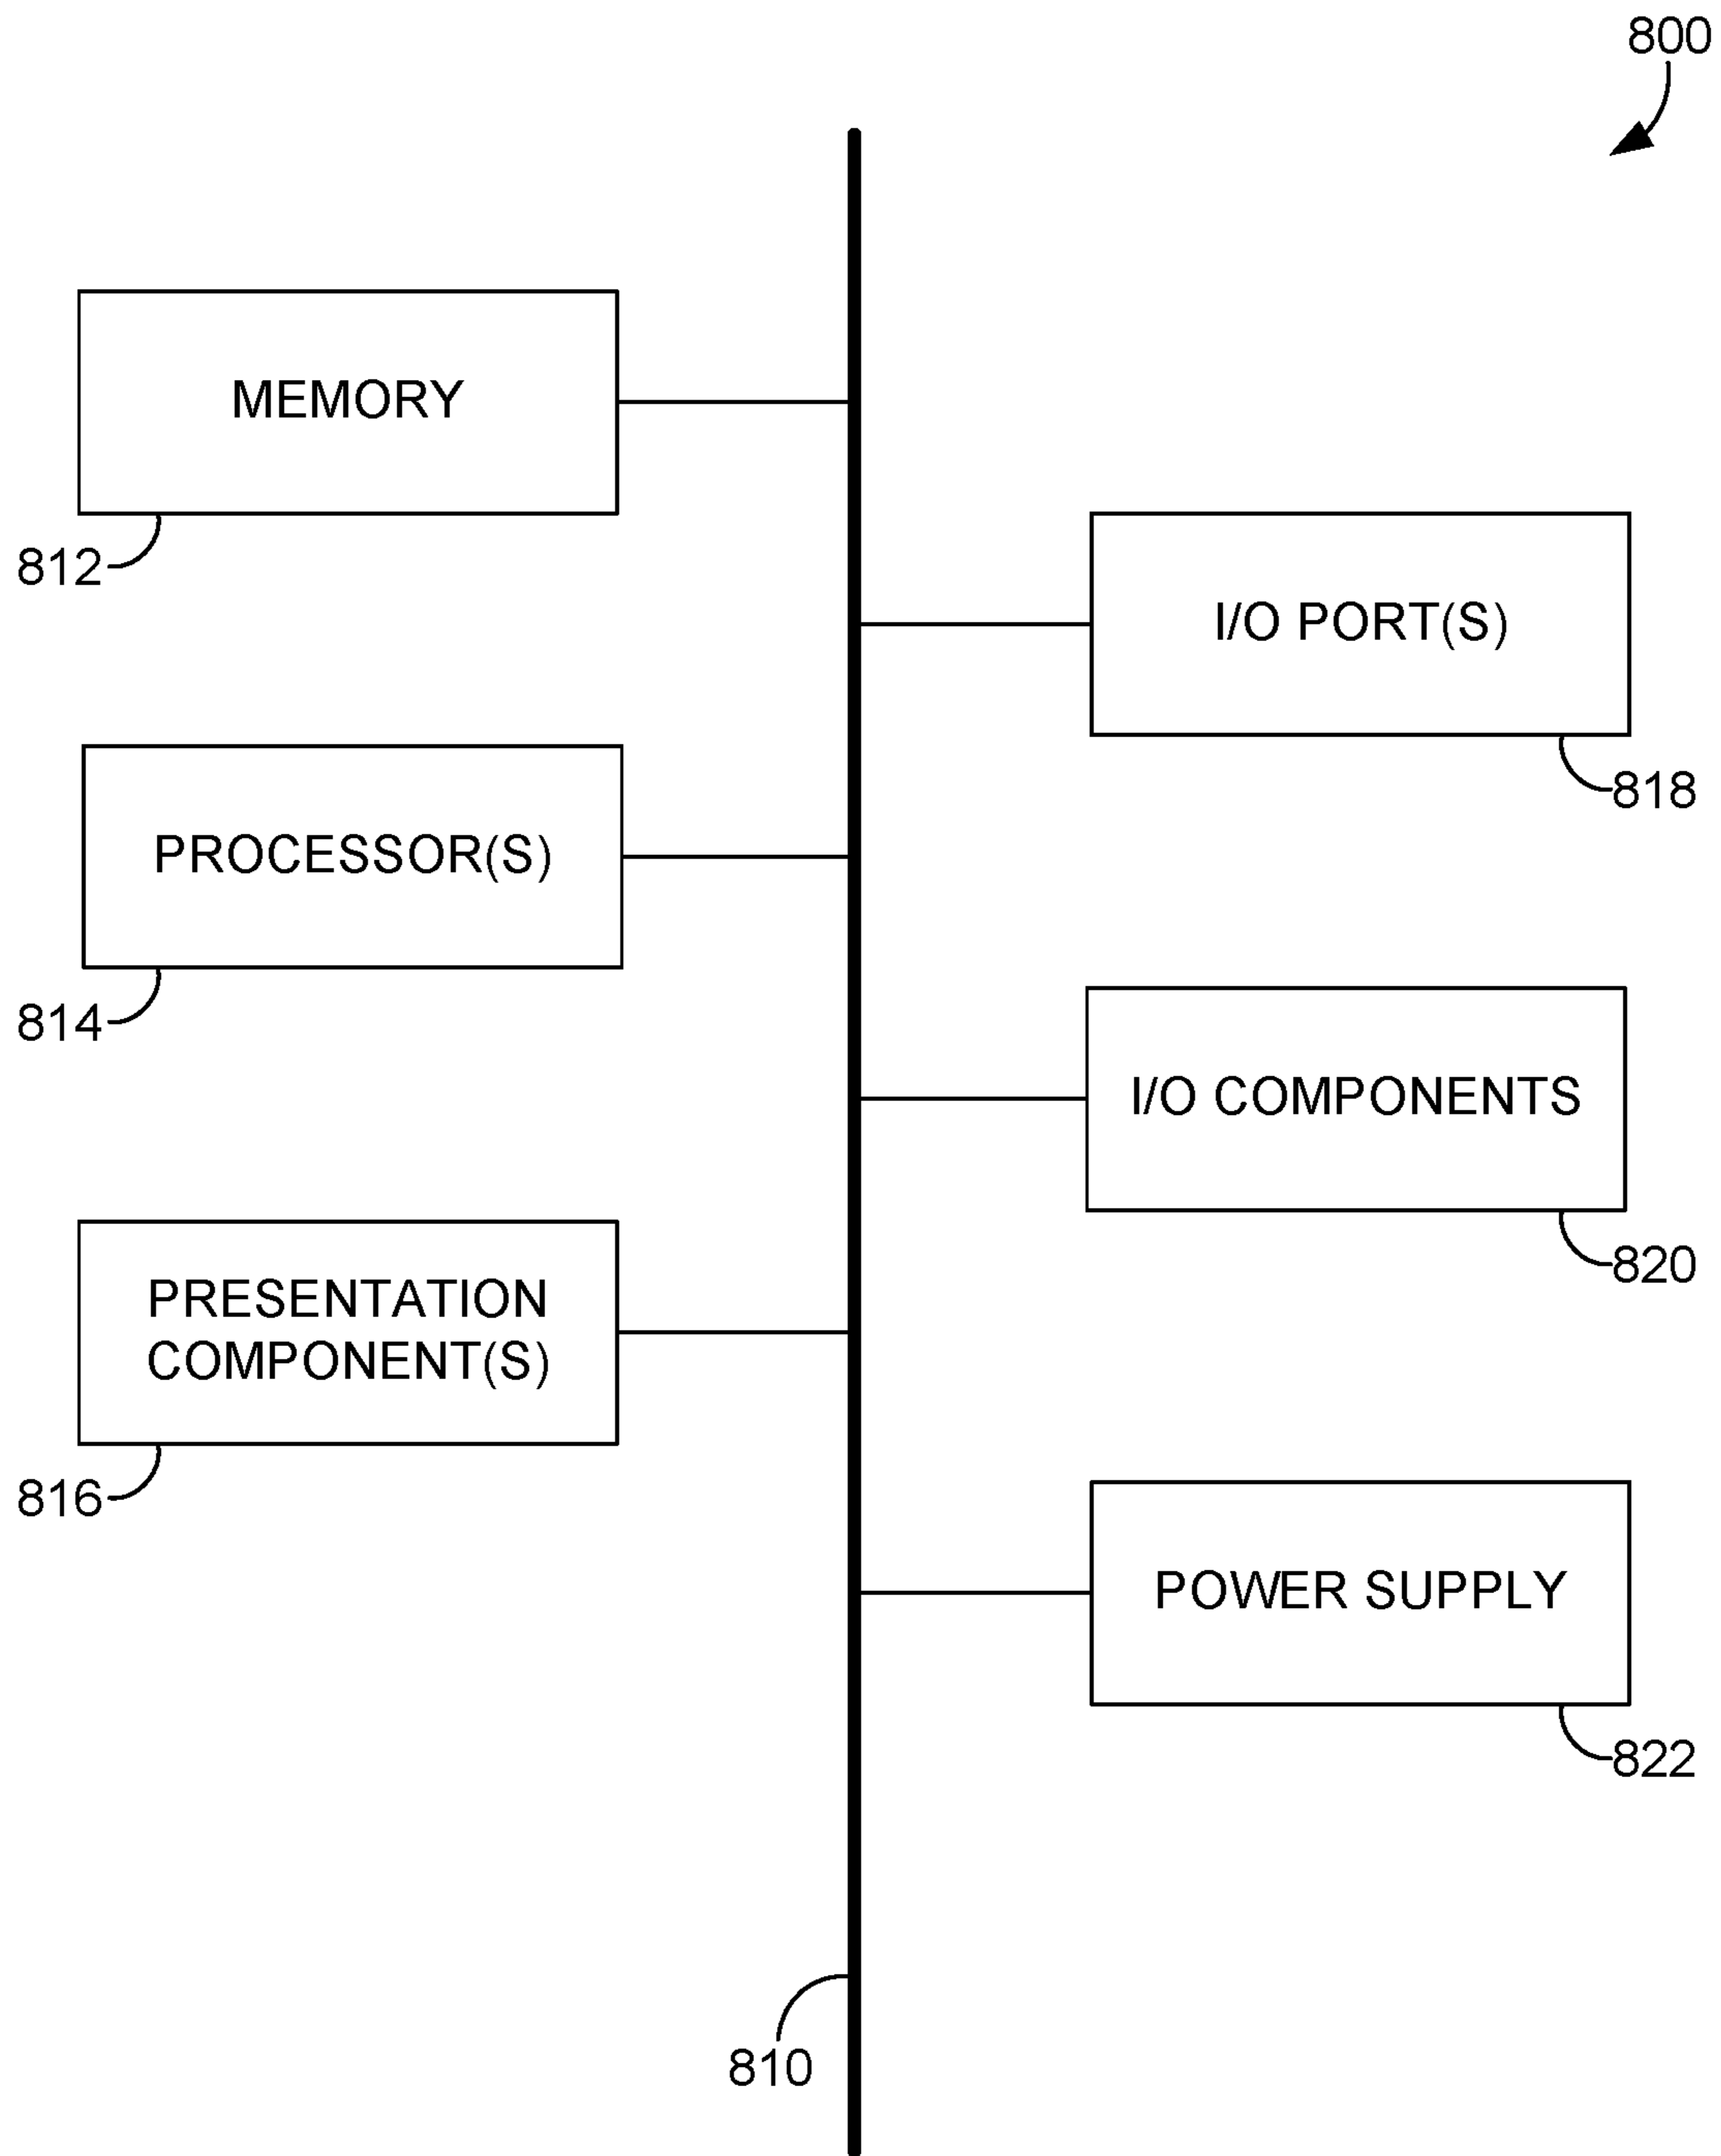 800
MEMORY
812
I/O PORT(S)
818
PROCESSOR(S)
814
I/O COMPONENTS
820
PRESENTATION
COMPONENT(S)
816
POWER SUPPLY
822
810